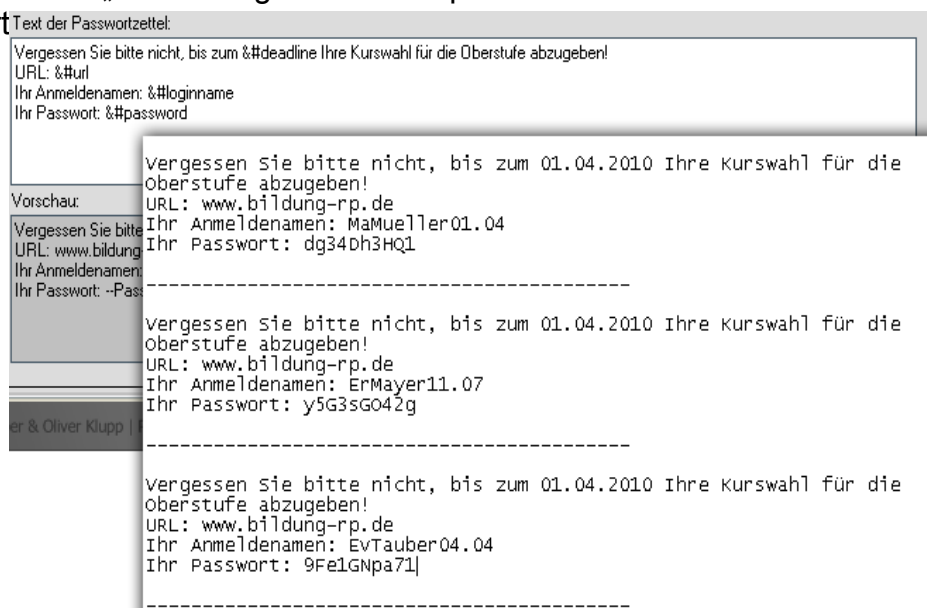 Text der Passwortzettel:
Vergessen Sie bitte nicht, bis zum &#deadline Ihre Kurswahl für die Oberstufe abzugeben!
URL: &#url
Ihr Anmeldenamen: &#loginname
Ihr Passwort: &#password
Vorschau:
Vergessen Sie bitte
URL: www.bildung-
Ihr Anmeldenamen:
Ihr Passwort: --Pas
& Oliver Klupp |
Vergessen Sie bitte nicht, bis zum 01.04.2010 Ihre Kurswahl für die
Oberstufe abzugeben!
URL: www.bildung-rp.de
Ihr Anmeldenamen: MaMueller01.04
Ihr Passwort: dg34Dh3HQ1
-------------------------------------------
Vergessen Sie bitte nicht, bis zum 01.04.2010 Ihre Kurswahl für die
Oberstufe abzugeben!
URL: www.bildung-rp.de
Ihr Anmeldenamen: ErMayer11.07
Ihr Passwort: y5G3sGO42g
-------------------------------------------
Vergessen Sie bitte nicht, bis zum 01.04.2010 Ihre Kurswahl für die
Oberstufe abzugeben!
URL: www.bildung-rp.de
Ihr Anmeldenamen: EvTauber04.04
Ihr Passwort: 9Fe1GNpa71
-------------------------------------------